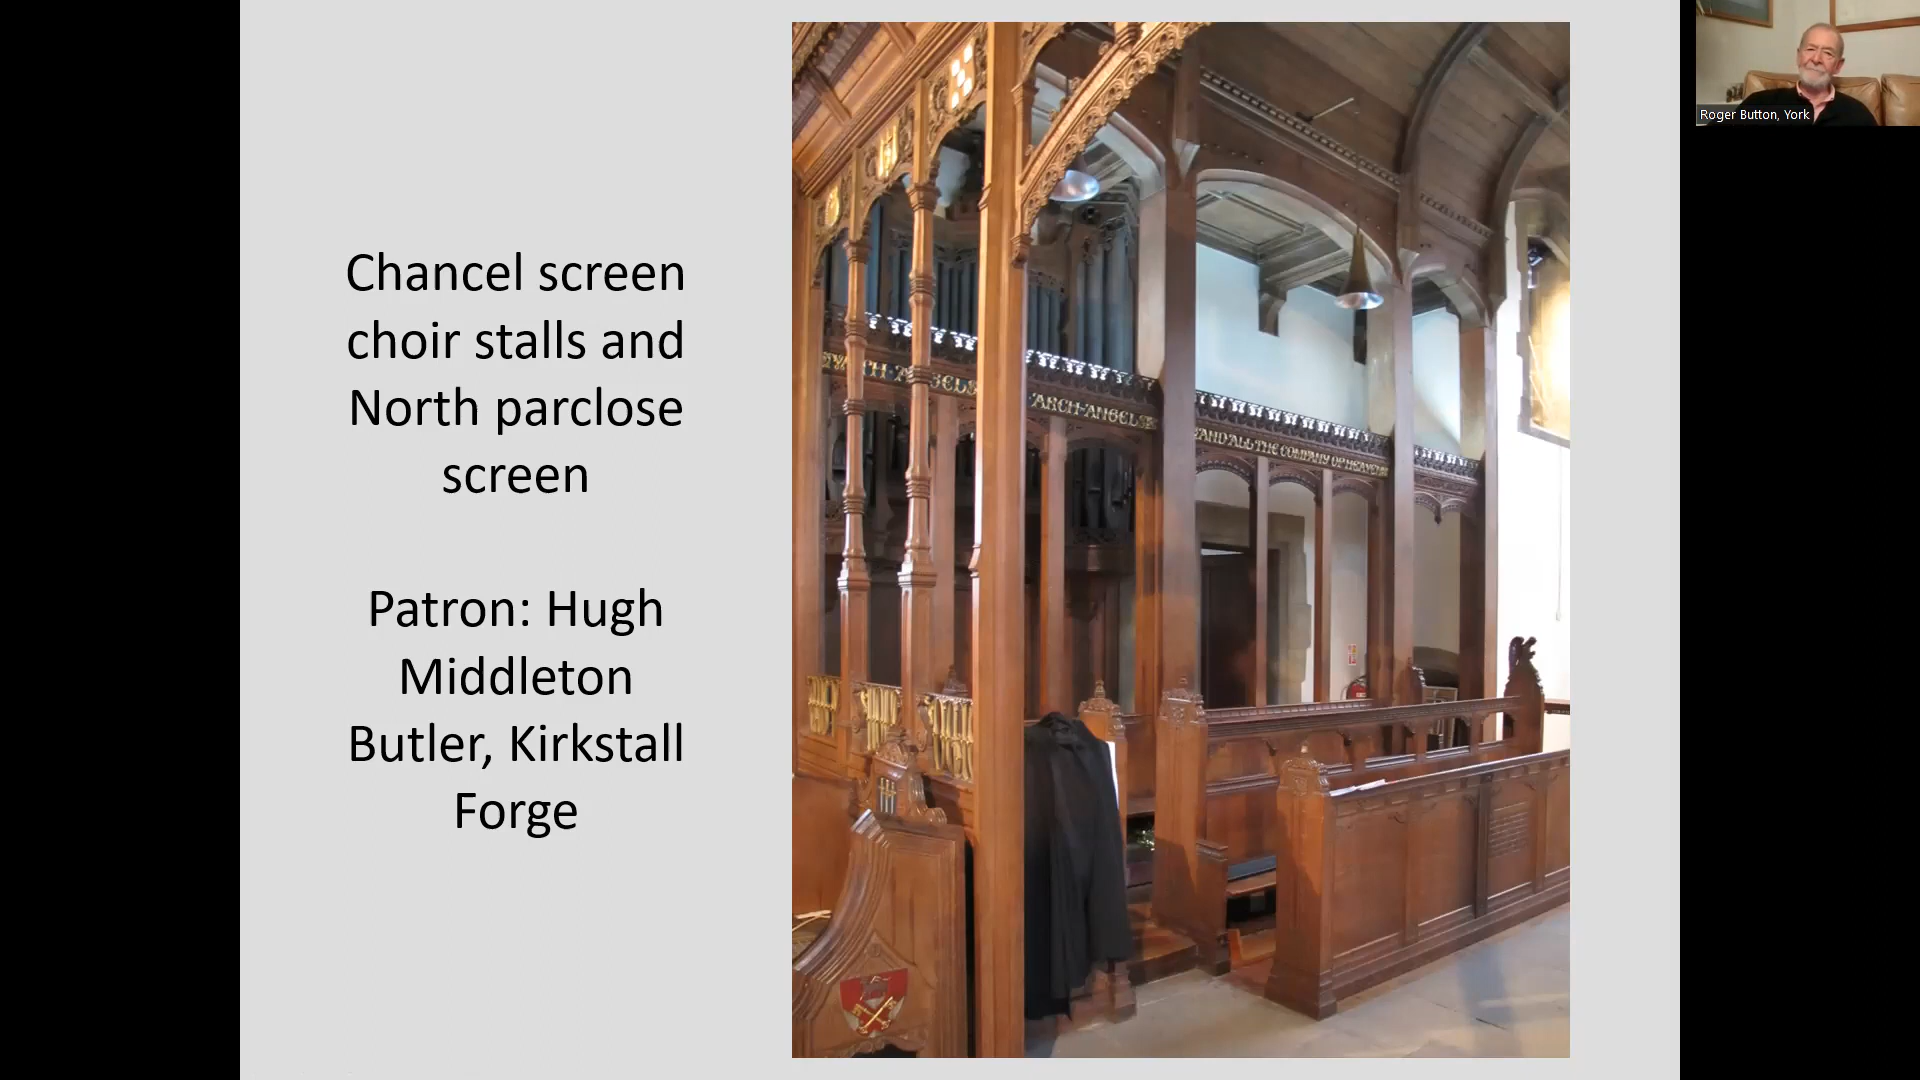 Chancel screen
choir stalls and
North parclose
screen
Patron: Hugh
Middleton
Butler, Kirkstall
Forge
ARCH-ANGELS
AND ALL THE COMPANY OF HEAVEN
Roger Button, York